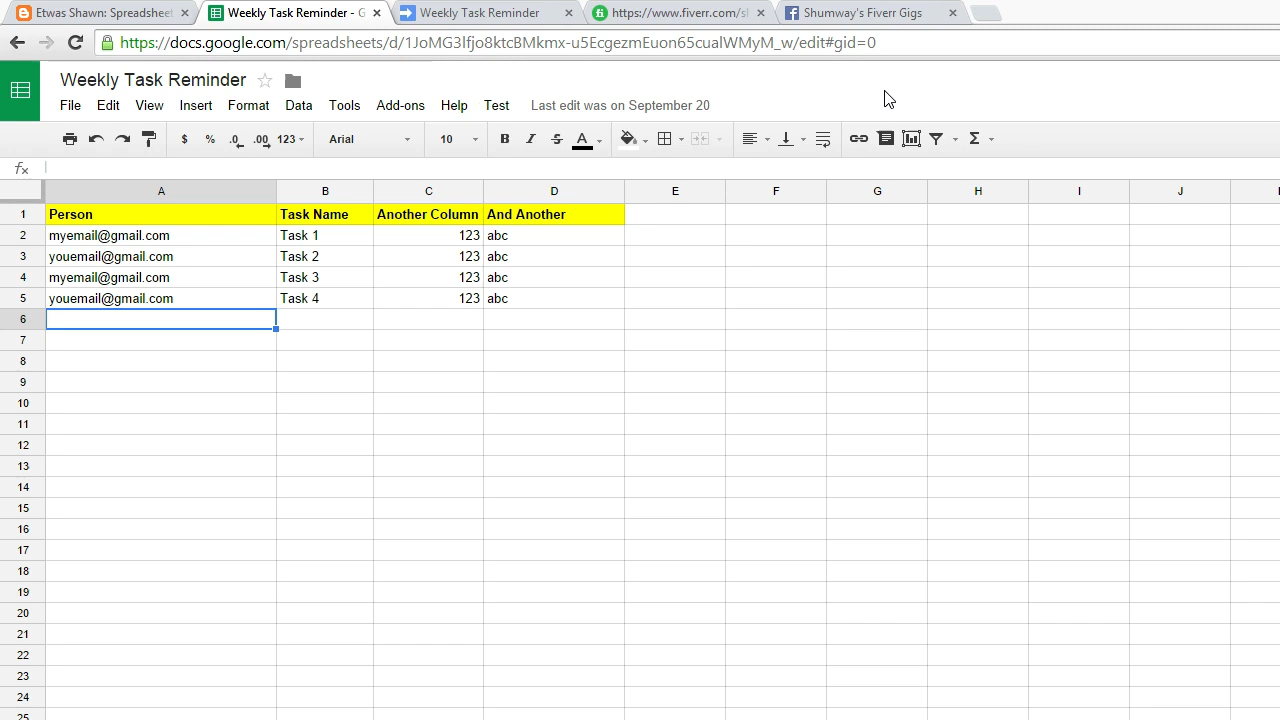 Etwas Shawn: Spreadsheet Weekly Task Reminder - G Weekly Task Reminder https://www.fiverr.com/s Shumway's Fiverr Gigs
https://docs.google.com/spreadsheets/d/1JoMG3lfjo8ktcBMkmx-u5EcgezmEuon65cualWMyM_w/edit#gid=0
Weekly Task Reminder
File Edit View Insert Format Data Tools Add-ons Help Test Last edit was on September 20
$ % .0 .00 123 Arial 10 B I S A Σ
fx
A B C D E F G H I J
1 Person Task Name Another Column And Another
2 myemail@gmail.com Task 1 123 abc
3 youemail@gmail.com Task 2 123 abc
4 myemail@gmail.com Task 3 123 abc
5 youemail@gmail.com Task 4 123 abc
6
7
8
9
10
11
12
13
14
15
16
17
18
19
20
21
22
23
24
25